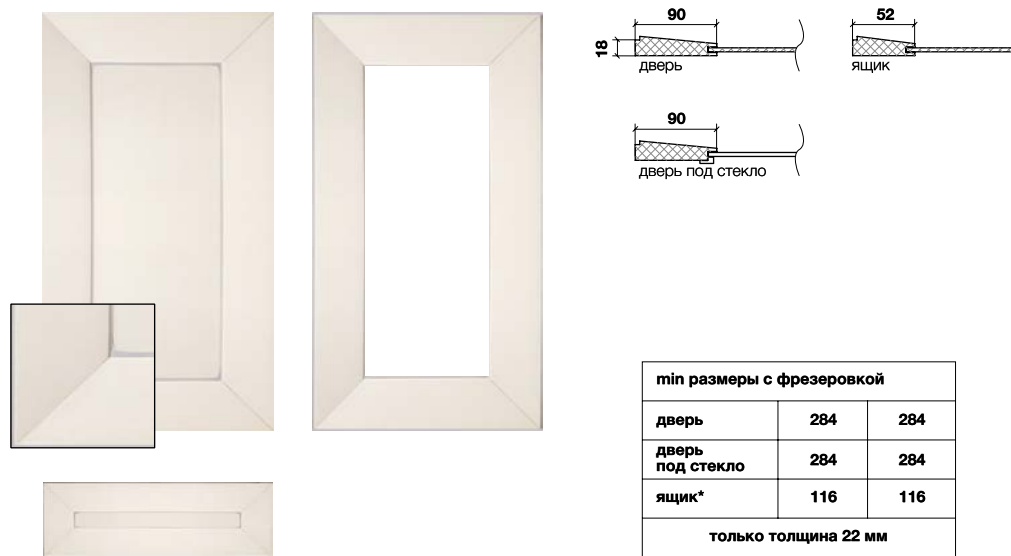 90
52
18
дверь
ящик
90
дверь под стекло
min размеры с фрезеровкой
дверь 284 284
дверь
под стекло 284 284
ящик* 116 116
только толщина 22 мм